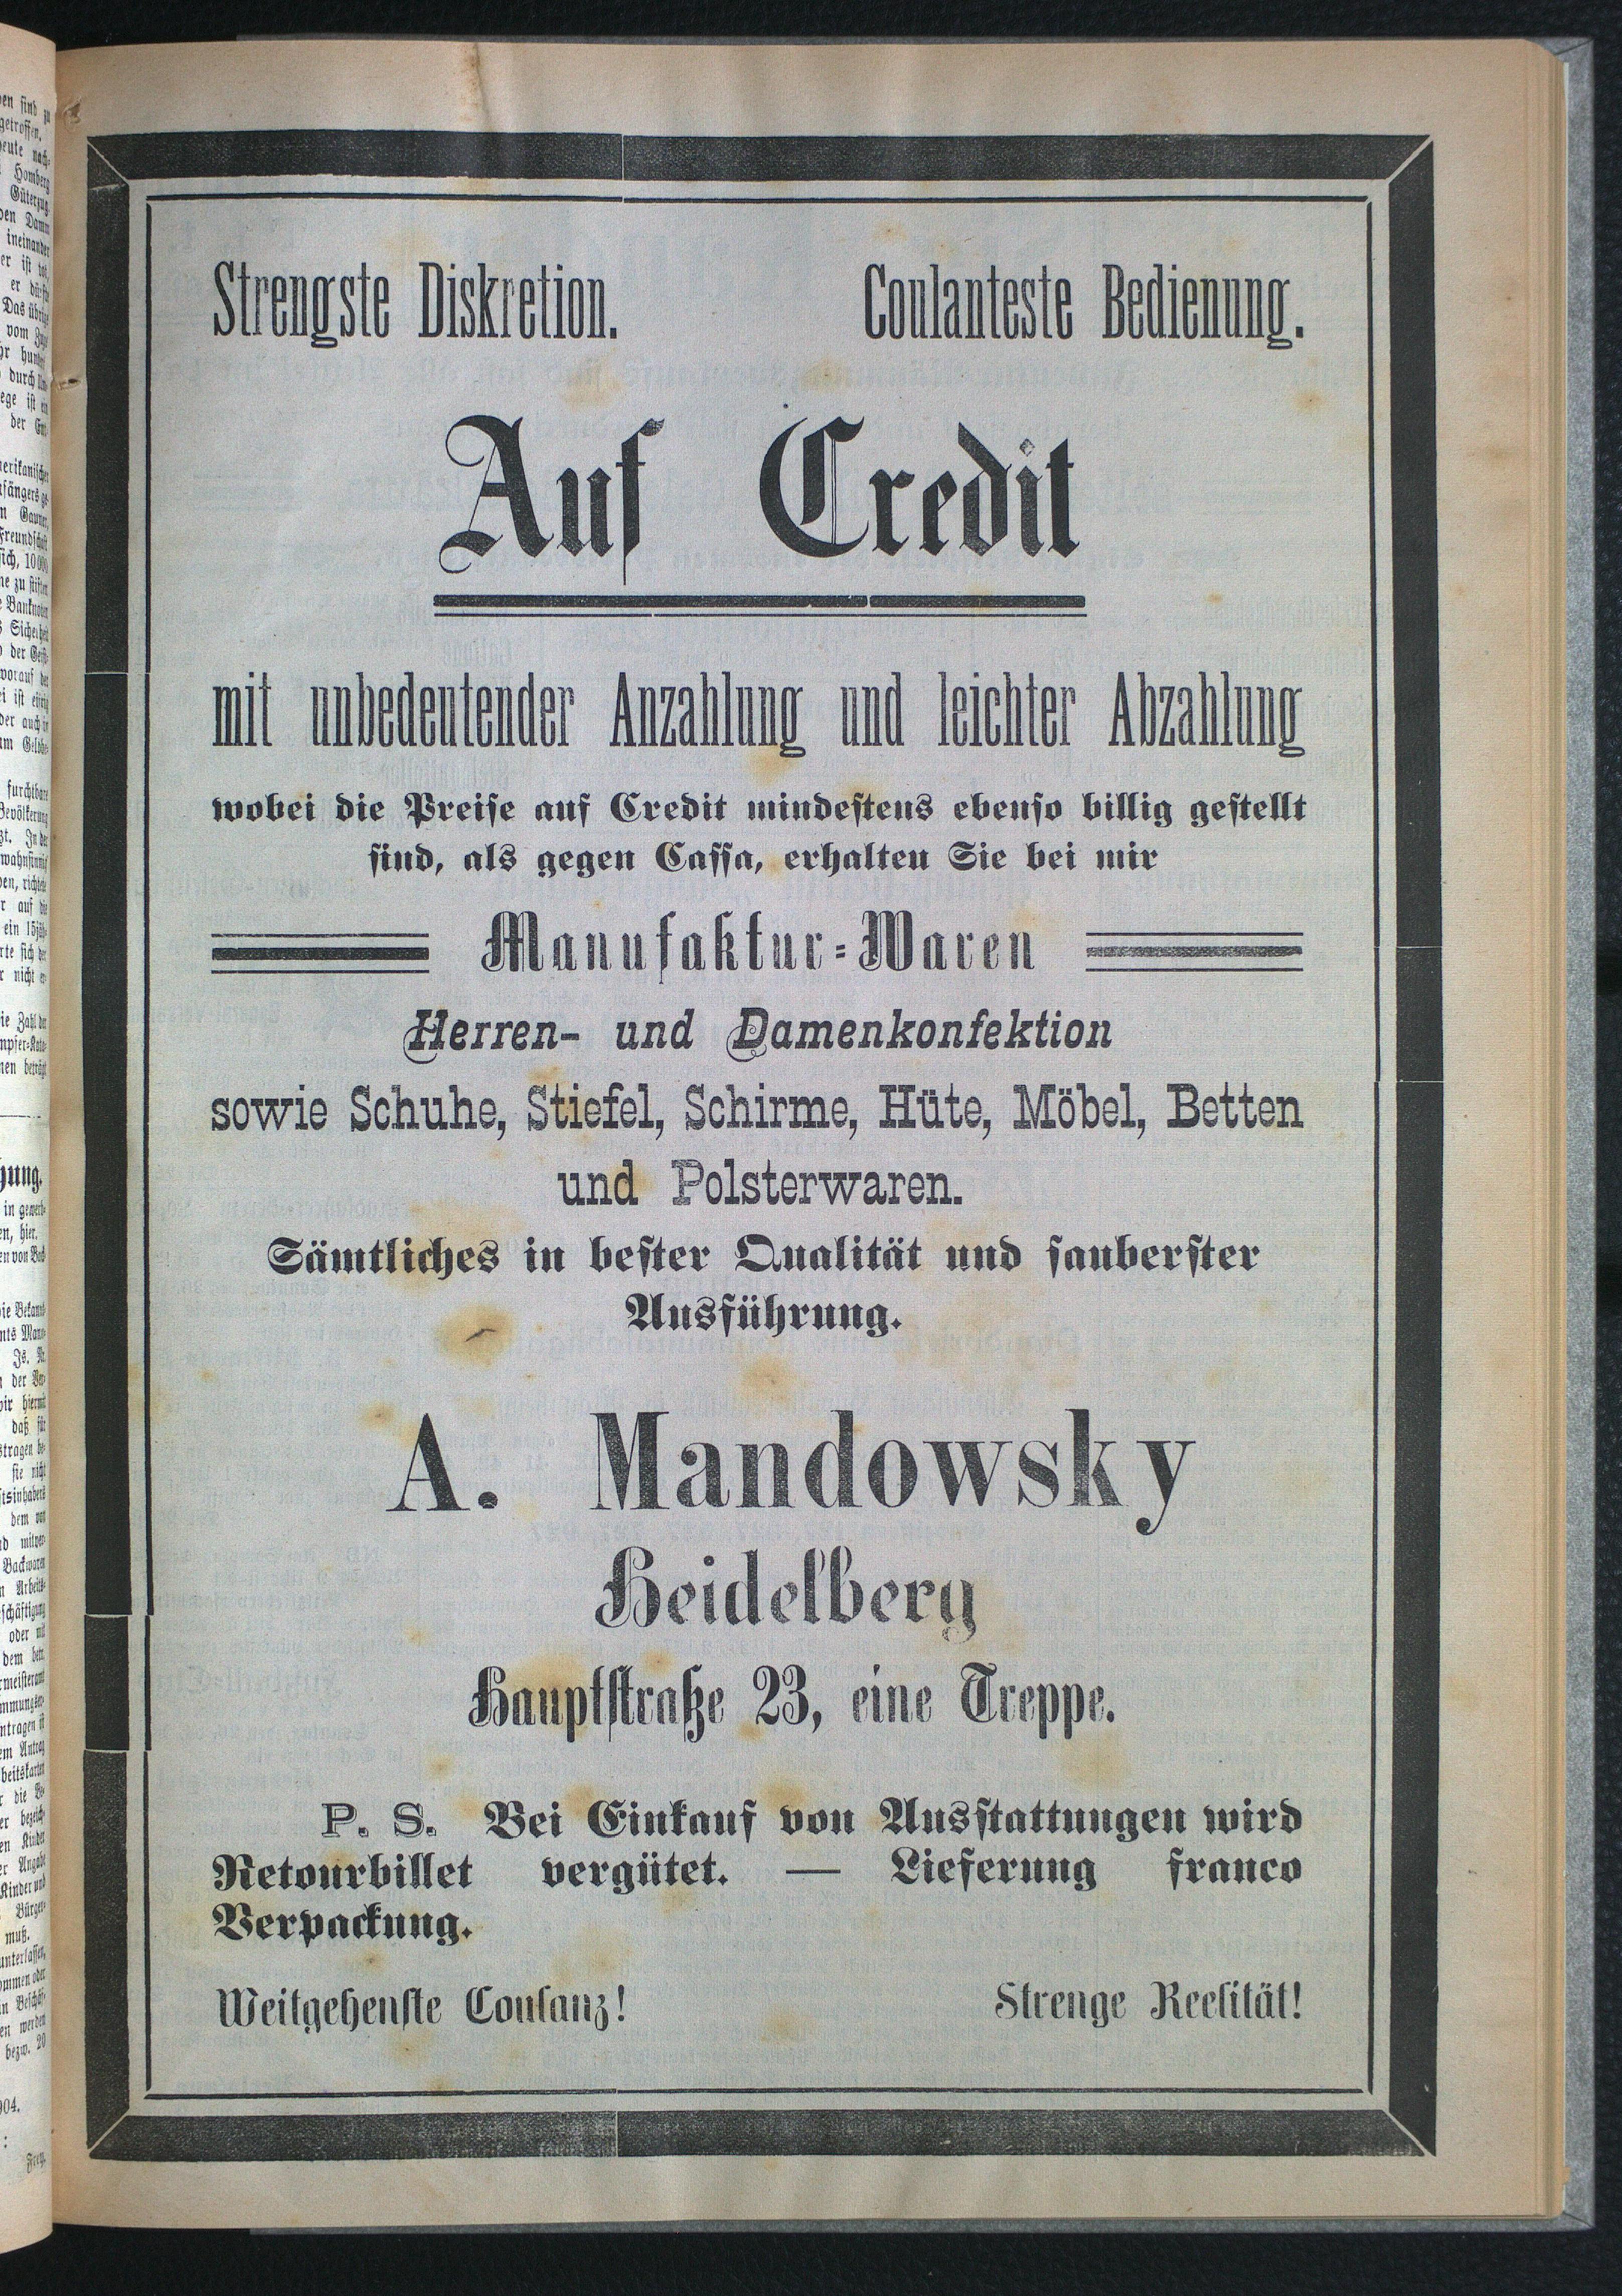 Strengste Diskretion. Coulanteste Bedienung.
Auf Credit
mit unbedeutender Anzahlung und leichter Abzahlung
wobei die Preise auf Credit mindestens ebenso billig gestellt
sind, als gegen Cassa, erhalten Sie bei mir
Manufaktur-Waren
Herren- und Damenkonfektion
sowie Schuhe, Stiefel, Schirme, Hüte, Möbel, Betten
und Polsterwaren.
Sämtliches in bester Qualität und sauberster
Ausführung.
A. Mandowsky
Heidelberg
Hauptstraße 23, eine Treppe.
P. S. Bei Einkauf von Ausstattungen wird
Retourbillet vergütet. — Lieferung franco
Verpackung.
Weitgehenste Coulanz! Strenge Reelität!